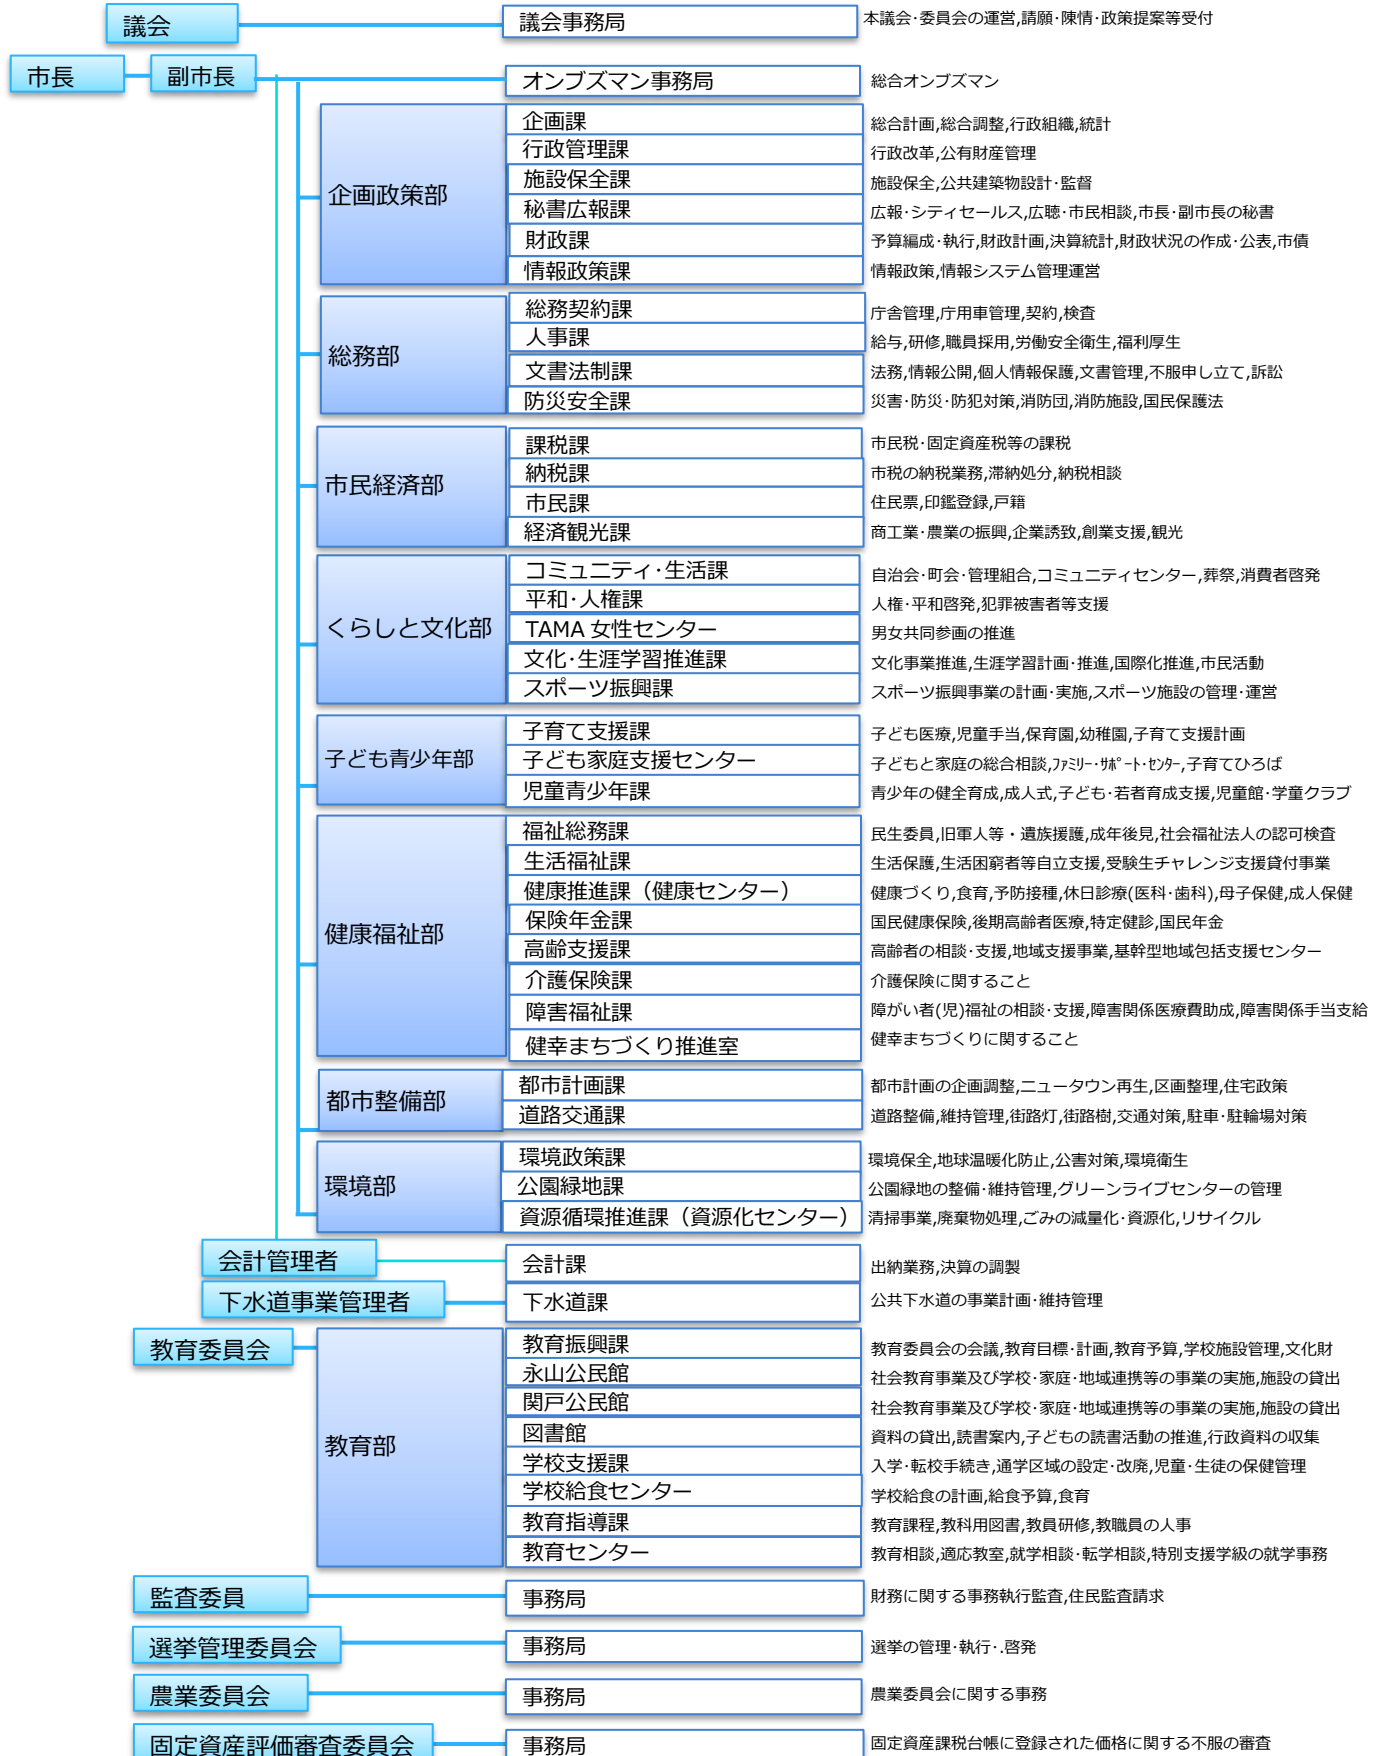 議会 議会事務局 本議会･委員会の運営,請願･陳情･政策提案等受付
市長 副市長 オンブズマン事務局 総合オンブズマン
企画政策部
企画課 総合計画,総合調整,行政組織,統計
行政管理課 行政改革,公有財産管理
施設保全課 施設保全,公共建築物設計･監督
秘書広報課 広報･シティセールス,広聴･市民相談,市長･副市長の秘書
財政課 予算編成･執行,財政計画,決算統計,財政状況の作成･公表,市債
情報政策課 情報政策,情報システム管理運営
総務部
総務契約課 庁舎管理,庁用車管理,契約,検査
人事課 給与,研修,職員採用,労働安全衛生,福利厚生
文書法制課 法務,情報公開,個人情報保護,文書管理,不服申し立て,訴訟
防災安全課 災害･防災･防犯対策,消防団,消防施設,国民保護法
市民経済部
課税課 市民税･固定資産税等の課税
納税課 市税の納税業務,滞納処分,納税相談
市民課 住民票,印鑑登録,戸籍
経済観光課 商工業･農業の振興,企業誘致,創業支援,観光
くらしと文化部
コミュニティ･生活課 自治会･町会･管理組合,コミュニティセンター,葬祭,消費者啓発
平和･人権課 人権･平和啓発,犯罪被害者等支援
TAMA 女性センター 男女共同参画の推進
文化･生涯学習推進課 文化事業推進,生涯学習計画･推進,国際化推進,市民活動
スポーツ振興課 スポーツ振興事業の計画･実施,スポーツ施設の管理･運営
子ども青少年部
子育て支援課 子ども医療,児童手当,保育園,幼稚園,子育て支援計画
子ども家庭支援センター 子どもと家庭の総合相談,ﾌｧﾐﾘｰ･ｻﾎﾟｰﾄ･ｾﾝﾀｰ,子育てひろば
児童青少年課 青少年の健全育成,成人式,子ども･若者育成支援,児童館･学童クラブ
健康福祉部
福祉総務課 民生委員,旧軍人等・遺族援護,成年後見,社会福祉法人の認可検査
生活福祉課 生活保護,生活困窮者等自立支援,受験生チャレンジ支援貸付事業
健康推進課（健康センター） 健康づくり,食育,予防接種,休日診療(医科･歯科),母子保健,成人保健
保険年金課 国民健康保険,後期高齢者医療,特定健診,国民年金
高齢支援課 高齢者の相談･支援,地域支援事業,基幹型地域包括支援センター
介護保険課 介護保険に関すること
障害福祉課 障がい者(児)福祉の相談･支援,障害関係医療費助成,障害関係手当支給
健幸まちづくり推進室 健幸まちづくりに関すること
都市整備部
都市計画課 都市計画の企画調整,ニュータウン再生,区画整理,住宅政策
道路交通課 道路整備,維持管理,街路灯,街路樹,交通対策,駐車･駐輪場対策
環境部
環境政策課 環境保全,地球温暖化防止,公害対策,環境衛生
公園緑地課 公園緑地の整備･維持管理,グリーンライブセンターの管理
資源循環推進課（資源化センター） 清掃事業,廃棄物処理,ごみの減量化･資源化,リサイクル
会計管理者 会計課 出納業務,決算の調製
下水道事業管理者 下水道課 公共下水道の事業計画･維持管理
教育委員会
教育部
教育振興課 教育委員会の会議,教育目標･計画,教育予算,学校施設管理,文化財
永山公民館 社会教育事業及び学校･家庭･地域連携等の事業の実施,施設の貸出
関戸公民館 社会教育事業及び学校･家庭･地域連携等の事業の実施,施設の貸出
図書館 資料の貸出,読書案内,子どもの読書活動の推進,行政資料の収集
学校支援課 入学･転校手続き,通学区域の設定･改廃,児童･生徒の保健管理
学校給食センター 学校給食の計画,給食予算,食育
教育指導課 教育課程,教科用図書,教員研修,教職員の人事
教育センター 教育相談,適応教室,就学相談･転学相談,特別支援学級の就学事務
監査委員 事務局 財務に関する事務執行監査,住民監査請求
選挙管理委員会 事務局 選挙の管理･執行･.啓発
農業委員会 事務局 農業委員会に関する事務
固定資産評価審査委員会 事務局 固定資産課税台帳に登録された価格に関する不服の審査